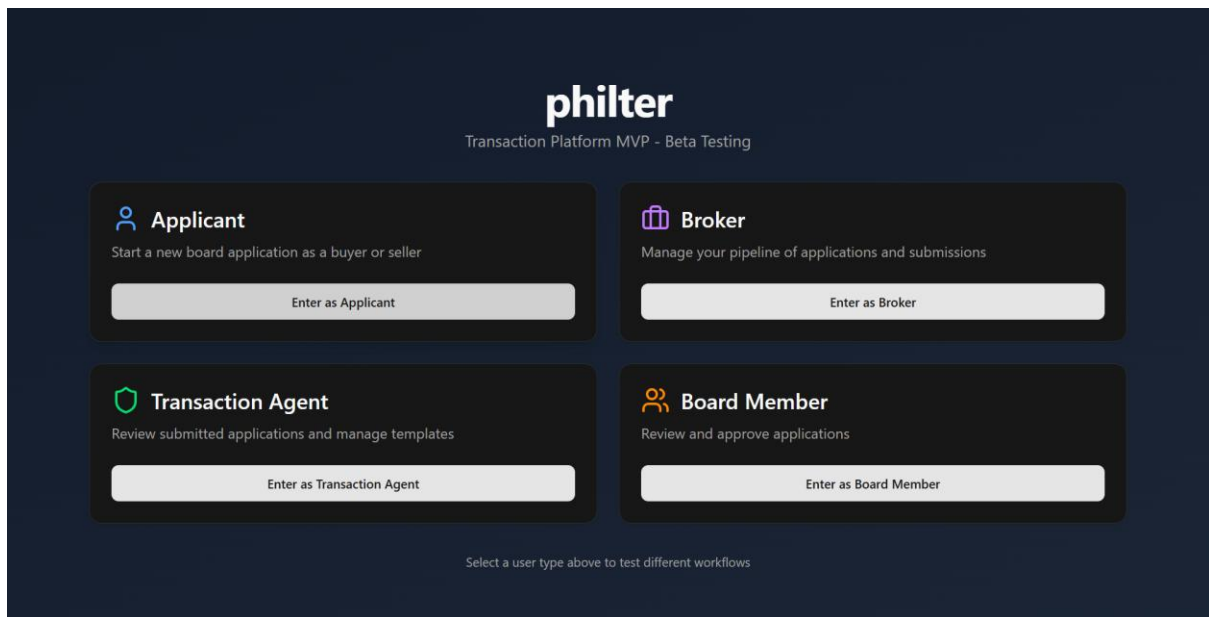 philter
Transaction Platform MVP - Beta Testing
Applicant
Start a new board application as a buyer or seller
Enter as Applicant
Broker
Manage your pipeline of applications and submissions
Enter as Broker
Transaction Agent
Review submitted applications and manage templates
Enter as Transaction Agent
Board Member
Review and approve applications
Enter as Board Member
Select a user type above to test different workflows